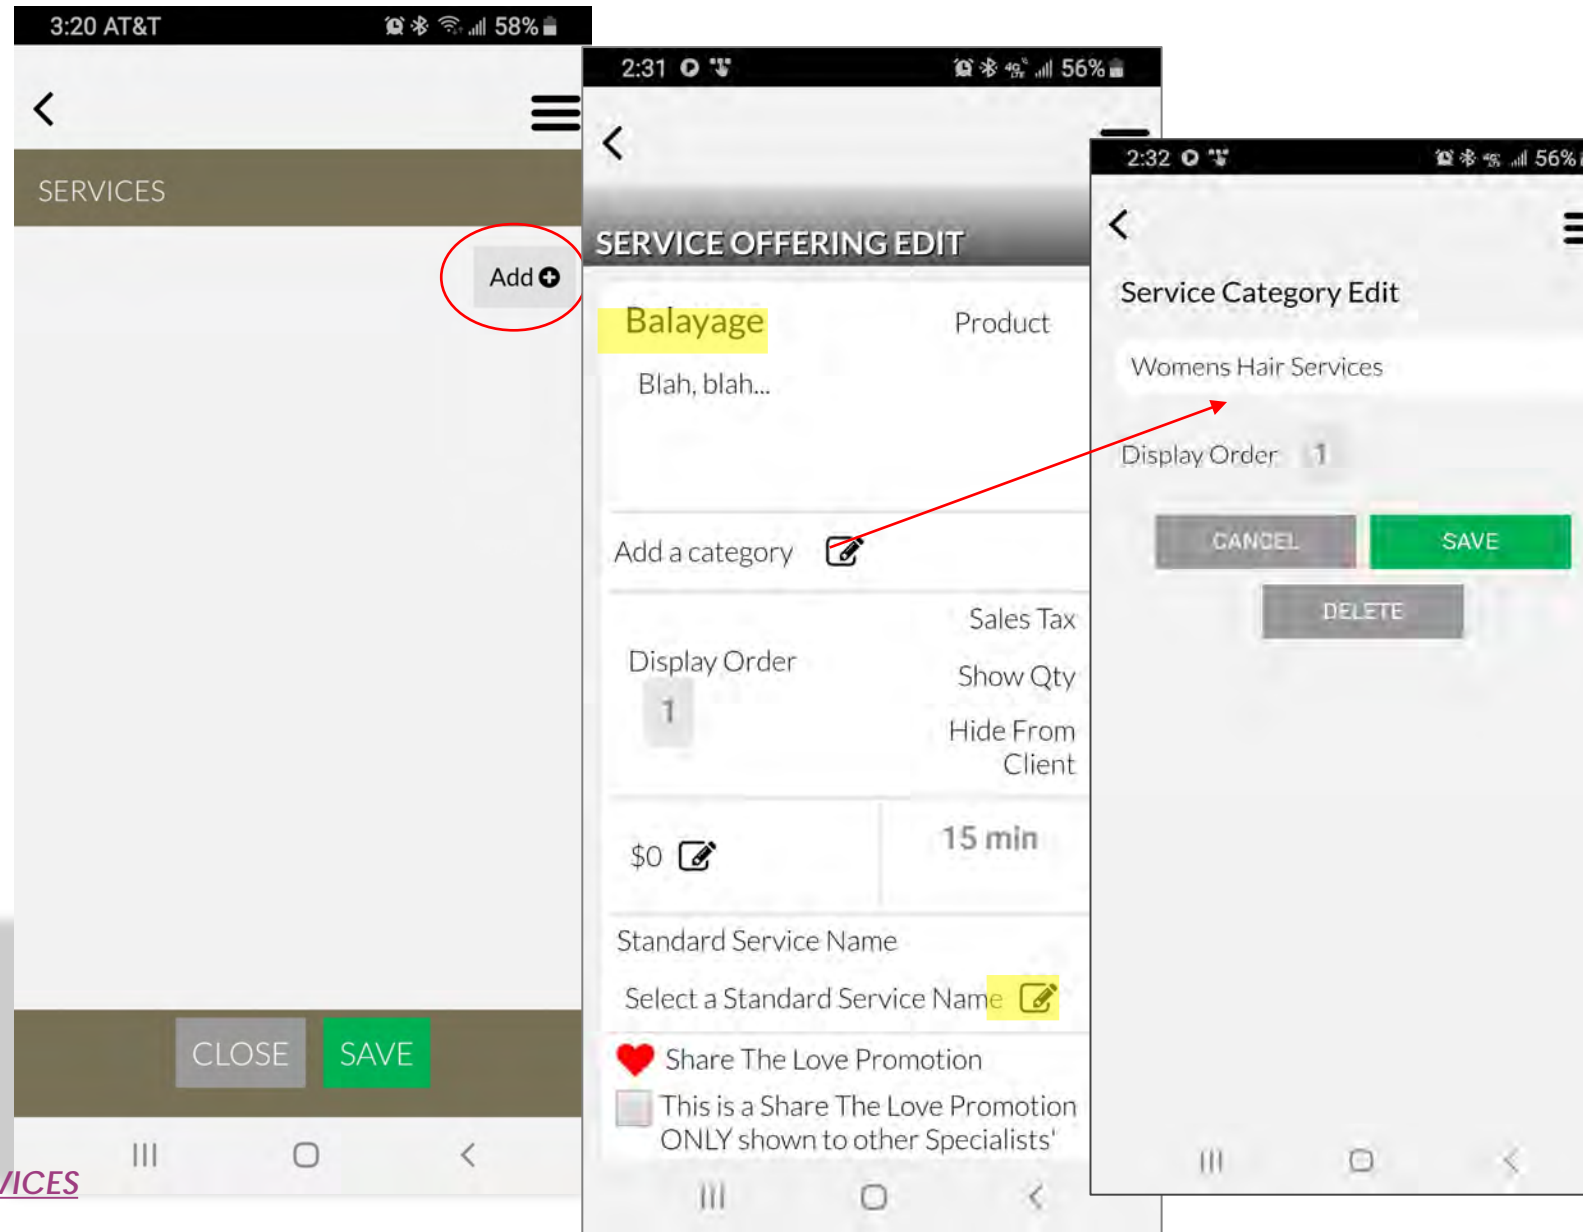 3:20 AT&T 58%
SERVICES
Add
CLOSE SAVE
VICES
2:31 56%
SERVICE OFFERING EDIT
Balayage Product
Blah, blah...
Add a category
Sales Tax
Display Order
Show Qty
1
Hide From
Client
$0 15 min
Standard Service Name
Select a Standard Service Name
Share The Love Promotion
This is a Share The Love Promotion
ONLY shown to other Specialists'
2:32 56%
Service Category Edit
Womens Hair Services
Display Order 1
CANCEL SAVE
DELETE